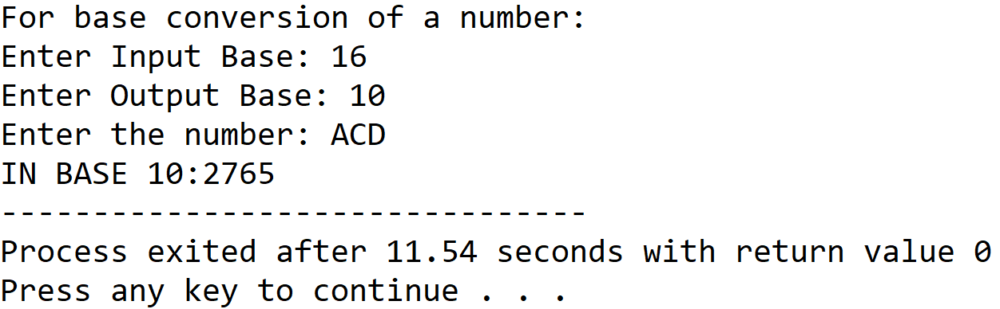 For base conversion of a number:
Enter Input Base: 16
Enter Output Base: 10
Enter the number: ACD
IN BASE 10:2765
--------------------------------
Process exited after 11.54 seconds with return value 0
Press any key to continue . . .